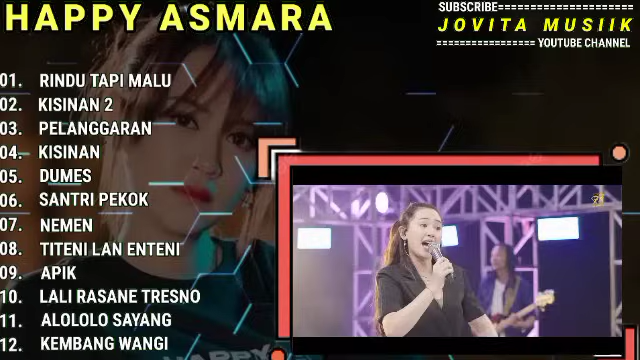 HAPPY ASMARA
SUBSCRIBE
JOVITA MUSIIK
YOUTUBE CHANNEL
01. RINDU TAPI MALU
02. KISINAN 2
03. PELANGGARAN
04. KISINAN
05. DUMES
06. SANTRI PEKOK
07. NEMEN
08. TITENI LAN ENTENI
09. APIK
10. LALI RASANE TRESNO
11. ALOLOLO SAYANG
12. KEMBANG WANGI
HAPPY